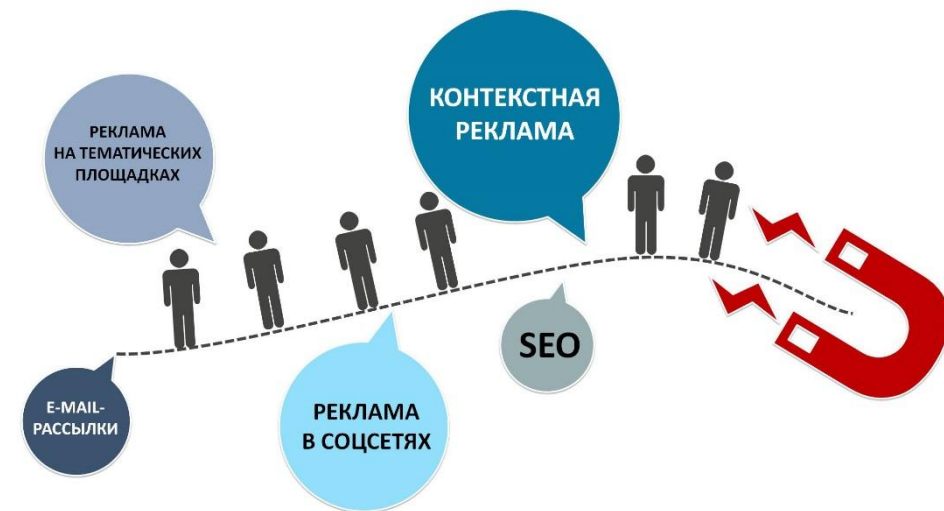 КОНТЕКСТНАЯ
РЕКЛАМА
РЕКЛАМА
НА ТЕМАТИЧЕСКИХ
ПЛОЩАДКАХ
SEO
E-MAIL-
РАССЫЛКИ
РЕКЛАМА
В СОЦСЕТЯХ